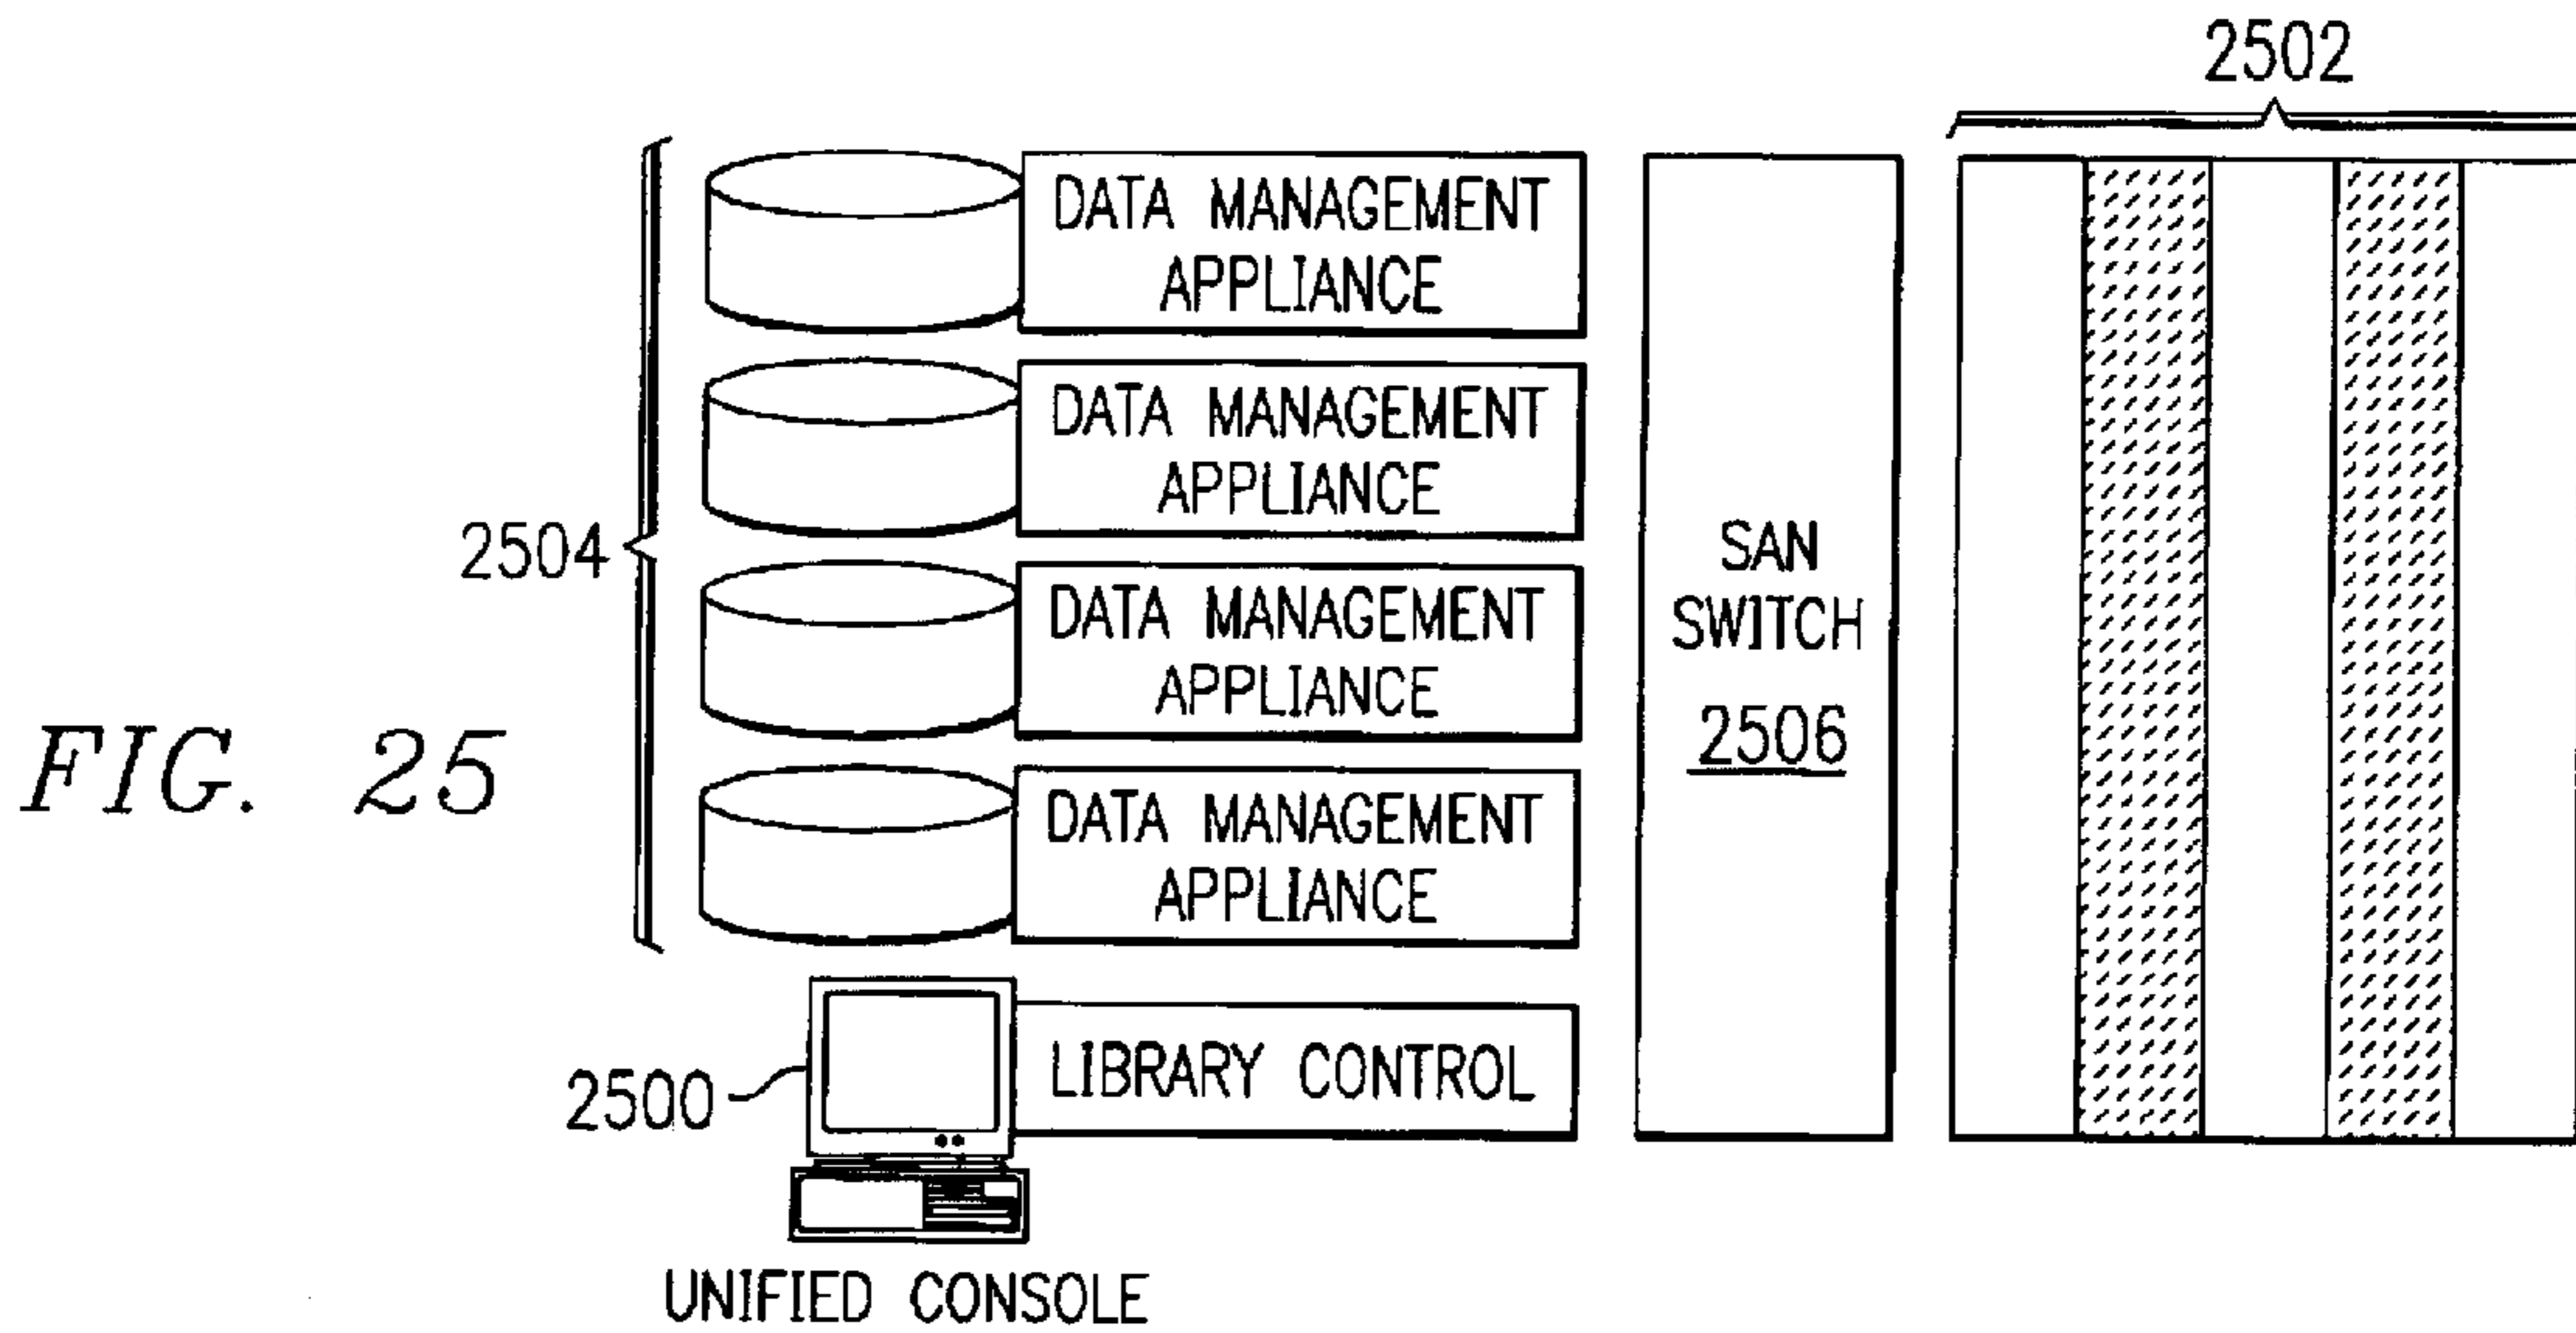 2502
DATA MANAGEMENT
APPLIANCE
DATA MANAGEMENT
APPLIANCE
2504
SAN
SWITCH
2506
DATA MANAGEMENT
APPLIANCE
FIG. 25
DATA MANAGEMENT
APPLIANCE
2500
LIBRARY CONTROL
UNIFIED CONSOLE